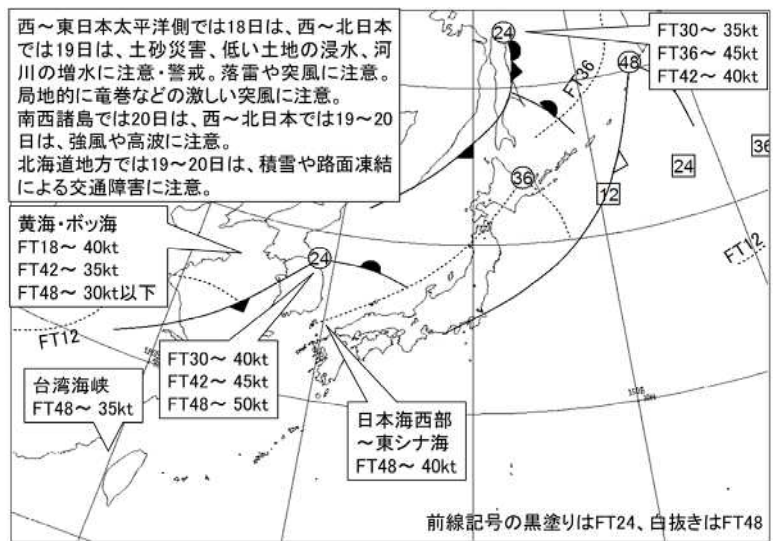 西～東日本太平洋側では18日は、西～北日本
では19日は、土砂災害、低い土地の浸水、河
川の増水に注意・警戒。落雷や突風に注意。
局地的に竜巻などの激しい突風に注意。
南西諸島では20日は、西～北日本では19～20
日は、強風や高波に注意。
北海道地方では19～20日は、積雪や路面凍結
による交通障害に注意。
24
FT30～ 35kt
FT36～ 45kt
FT42～ 40kt
48
FT36
36
24
36
12
FT12
黄海・ボッ海
FT18～ 40kt
FT42～ 35kt
FT48～ 30kt以下
24
FT12
FT30～ 40kt
FT42～ 45kt
FT48～ 50kt
台湾海峡
FT48～ 35kt
日本海西部
～東シナ海
FT48～ 40kt
前線記号の黒塗りはFT24、白抜きはFT48